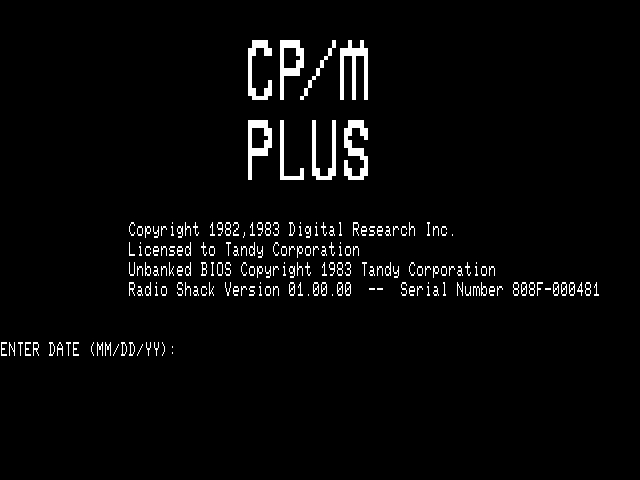 CP/M
PLUS
Copyright 1982,1983 Digital Research Inc.
Licensed to Tandy Corporation
Unbanked BIOS Copyright 1983 Tandy Corporation
Radio Shack Version 01.00.00  --  Serial Number 808F-000481
ENTER DATE (MM/DD/YY):